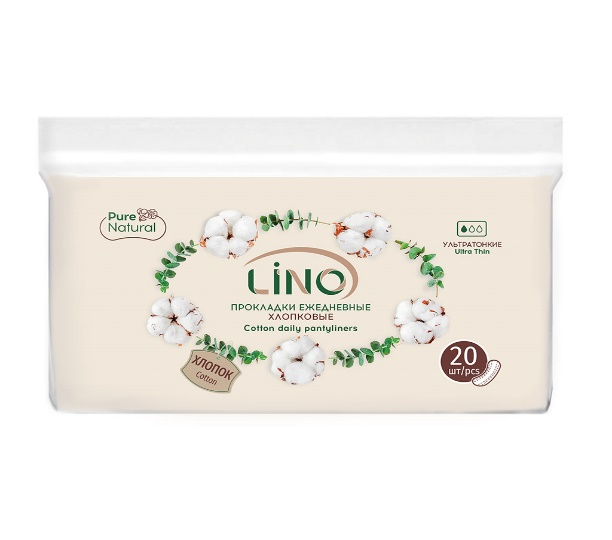 Pure
Natural
LiNO
ПРОКЛАДКИ ЕЖЕДНЕВНЫЕ
ХЛОПКОВЫЕ
Cotton daily pantyliners
УЛЬТРАТОНКИЕ
Ultra Thin
ХЛОПОК
Cotton
20
шт/pcs